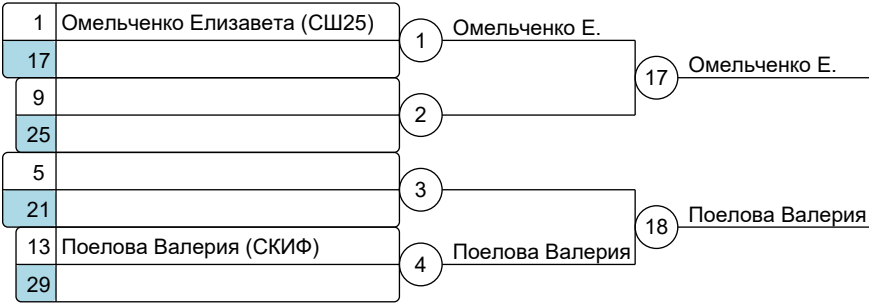 1 Омельченко Елизавета (СШ25)
17
1 Омельченко Е.
9
25
2
17 Омельченко Е.
5
21
3
13 Поелова Валерия (СКИФ)
29
4 Поелова Валерия
18 Поелова Валерия